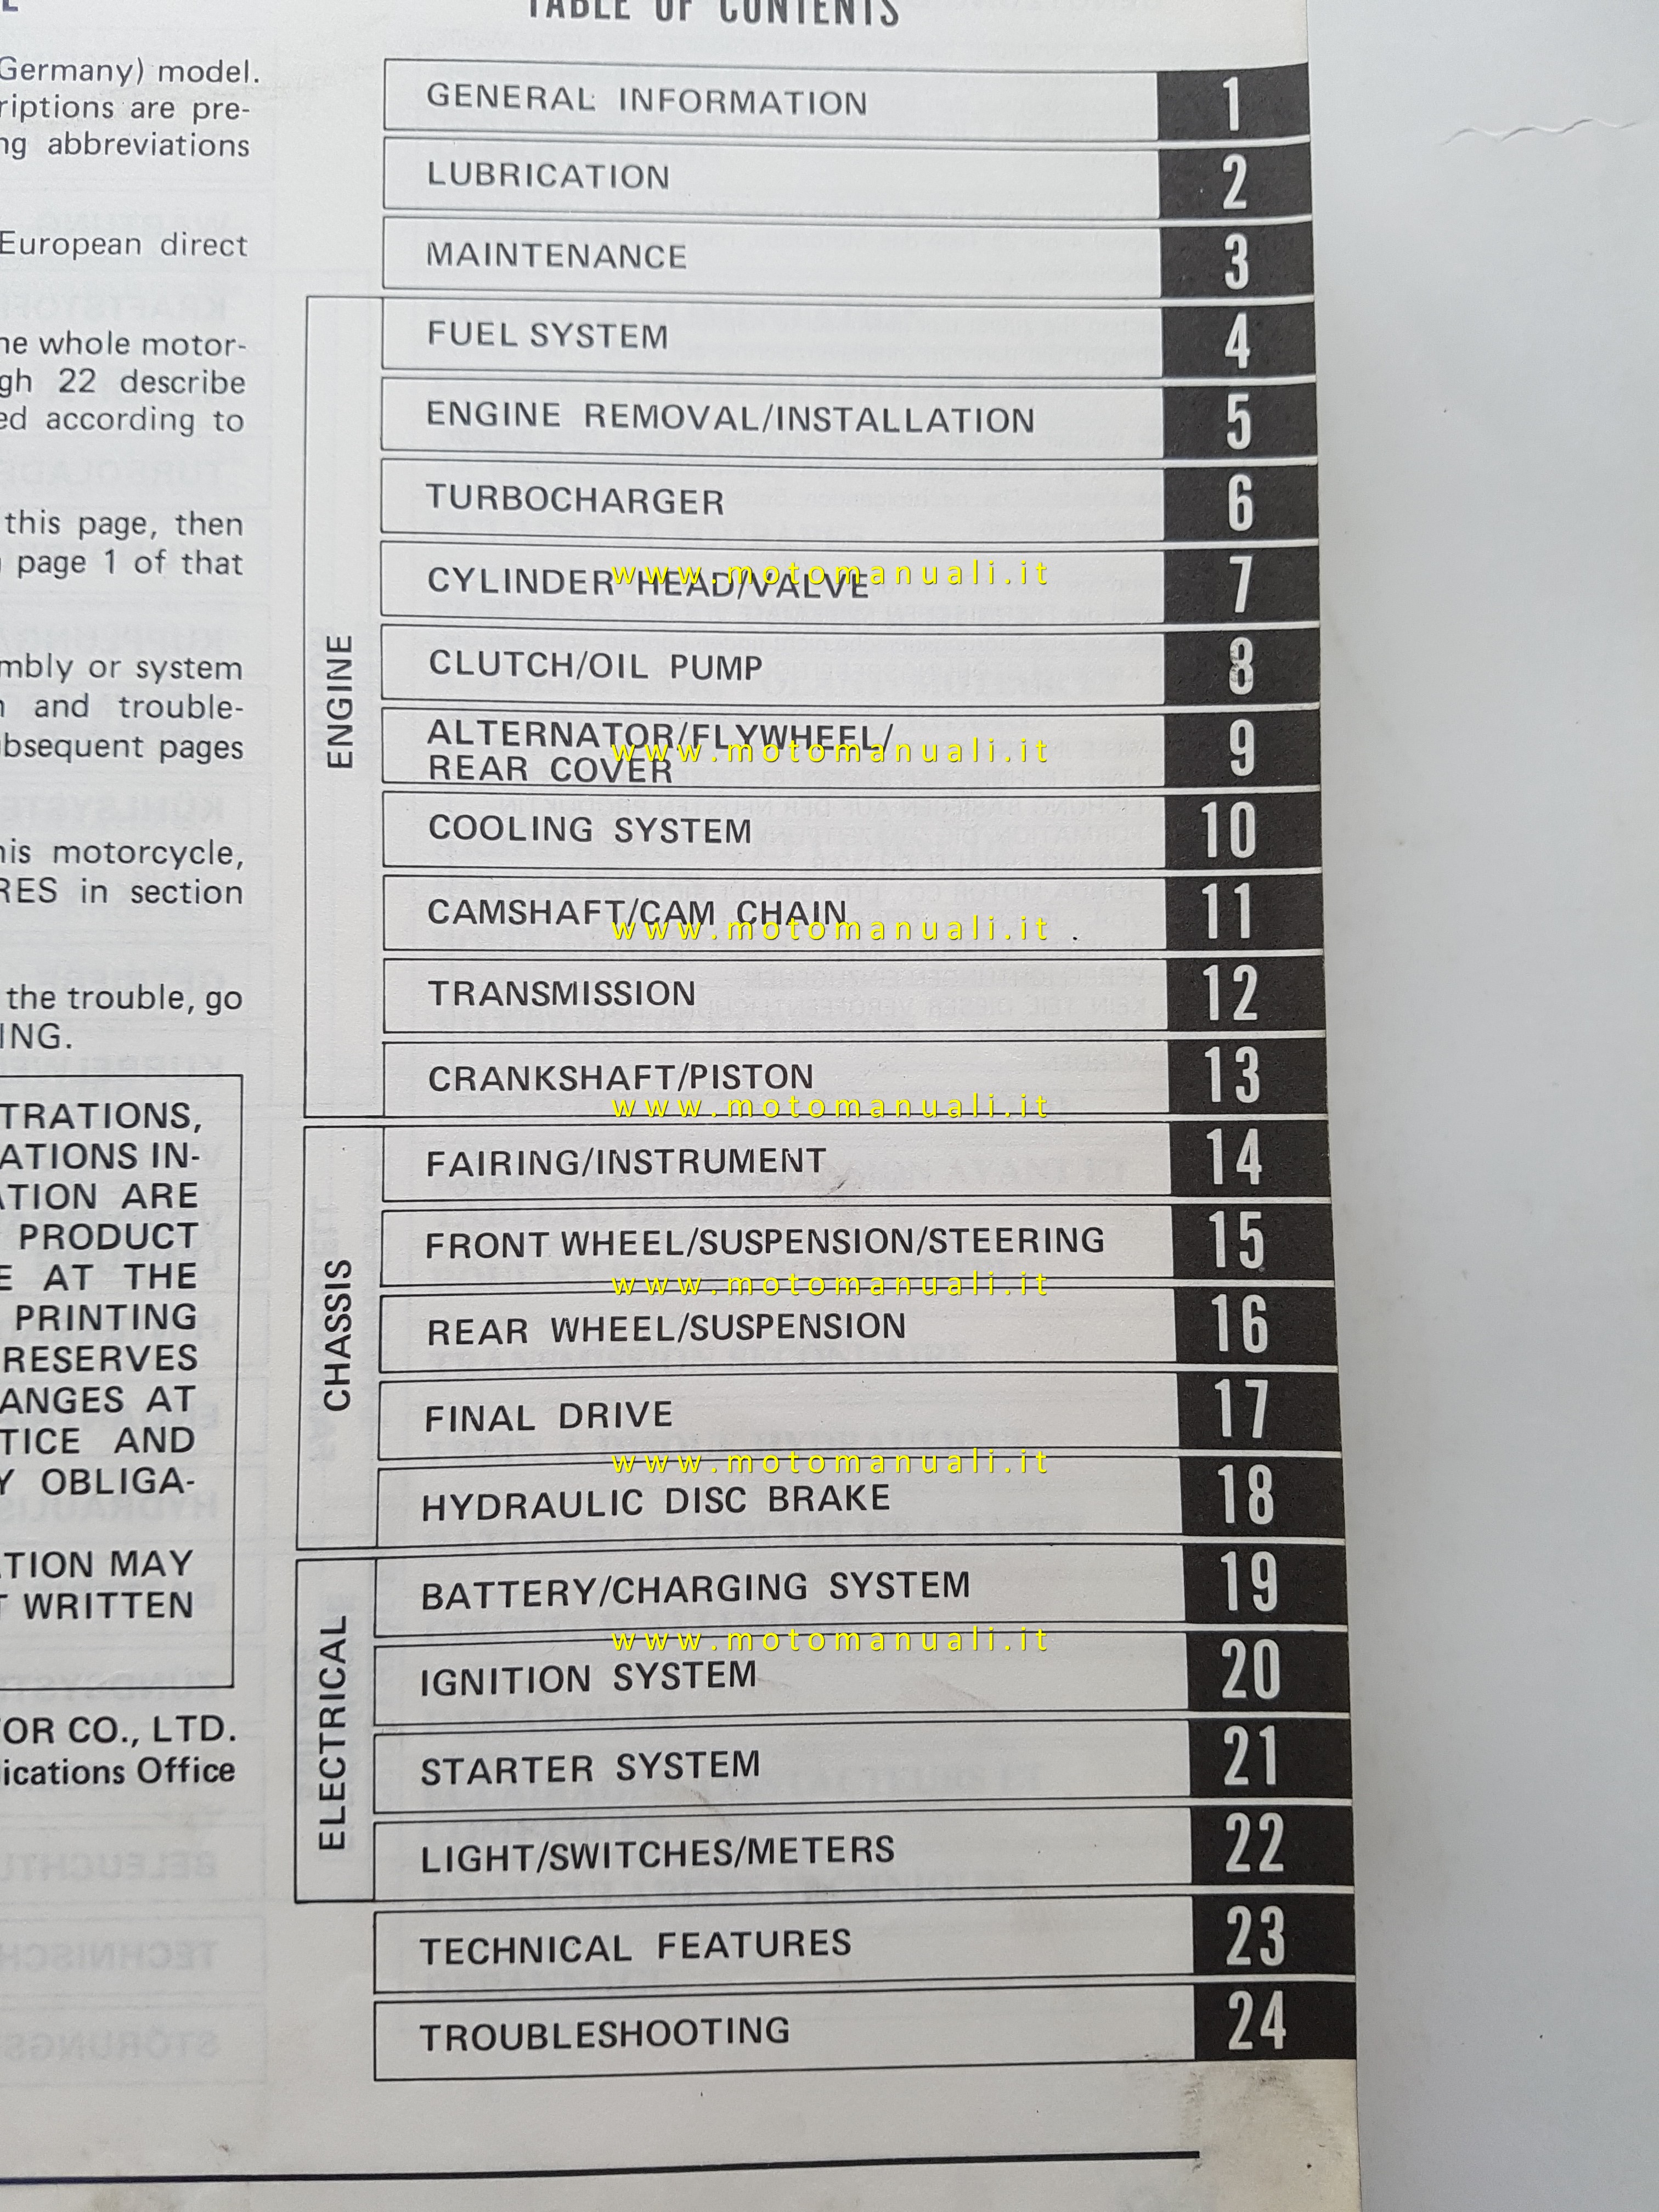 TABLE OF CONTENTS
Germany) model.
riptions are pre-
ng abbreviations
European direct
he whole motor-
gh 22 describe
ed according to
this page, then
page 1 of that
mbly or system
and trouble-
bsequent pages
his motorcycle,
RES in section
the trouble, go
ING.
TRATIONS,
ATIONS IN-
ATION ARE
PRODUCT
E AT THE
PRINTING
RESERVES
ANGES AT
TICE AND
Y OBLIGA-
ATION MAY
T WRITTEN
TOR CO., LTD.
lications Office
GENERAL INFORMATION 1
LUBRICATION 2
MAINTENANCE 3
ENGINE
FUEL SYSTEM 4
ENGINE REMOVAL/INSTALLATION 5
TURBOCHARGER 6
CYLINDER HEAD/VALVE 7
www.motomanuali.it
CLUTCH/OIL PUMP 8
ALTERNATOR/FLYWHEEL/
REAR COVER 9
www.motomanuali.it
COOLING SYSTEM 10
CAMSHAFT/CAM CHAIN 11
www.motomanuali.it
TRANSMISSION 12
CRANKSHAFT/PISTON 13
www.motomanuali.it
CHASSIS
FAIRING/INSTRUMENT 14
FRONT WHEEL/SUSPENSION/STEERING 15
www.motomanuali.it
REAR WHEEL/SUSPENSION 16
FINAL DRIVE 17
www.motomanuali.it
HYDRAULIC DISC BRAKE 18
ELECTRICAL
BATTERY/CHARGING SYSTEM 19
www.motomanuali.it
IGNITION SYSTEM 20
STARTER SYSTEM 21
LIGHT/SWITCHES/METERS 22
TECHNICAL FEATURES 23
TROUBLESHOOTING 24